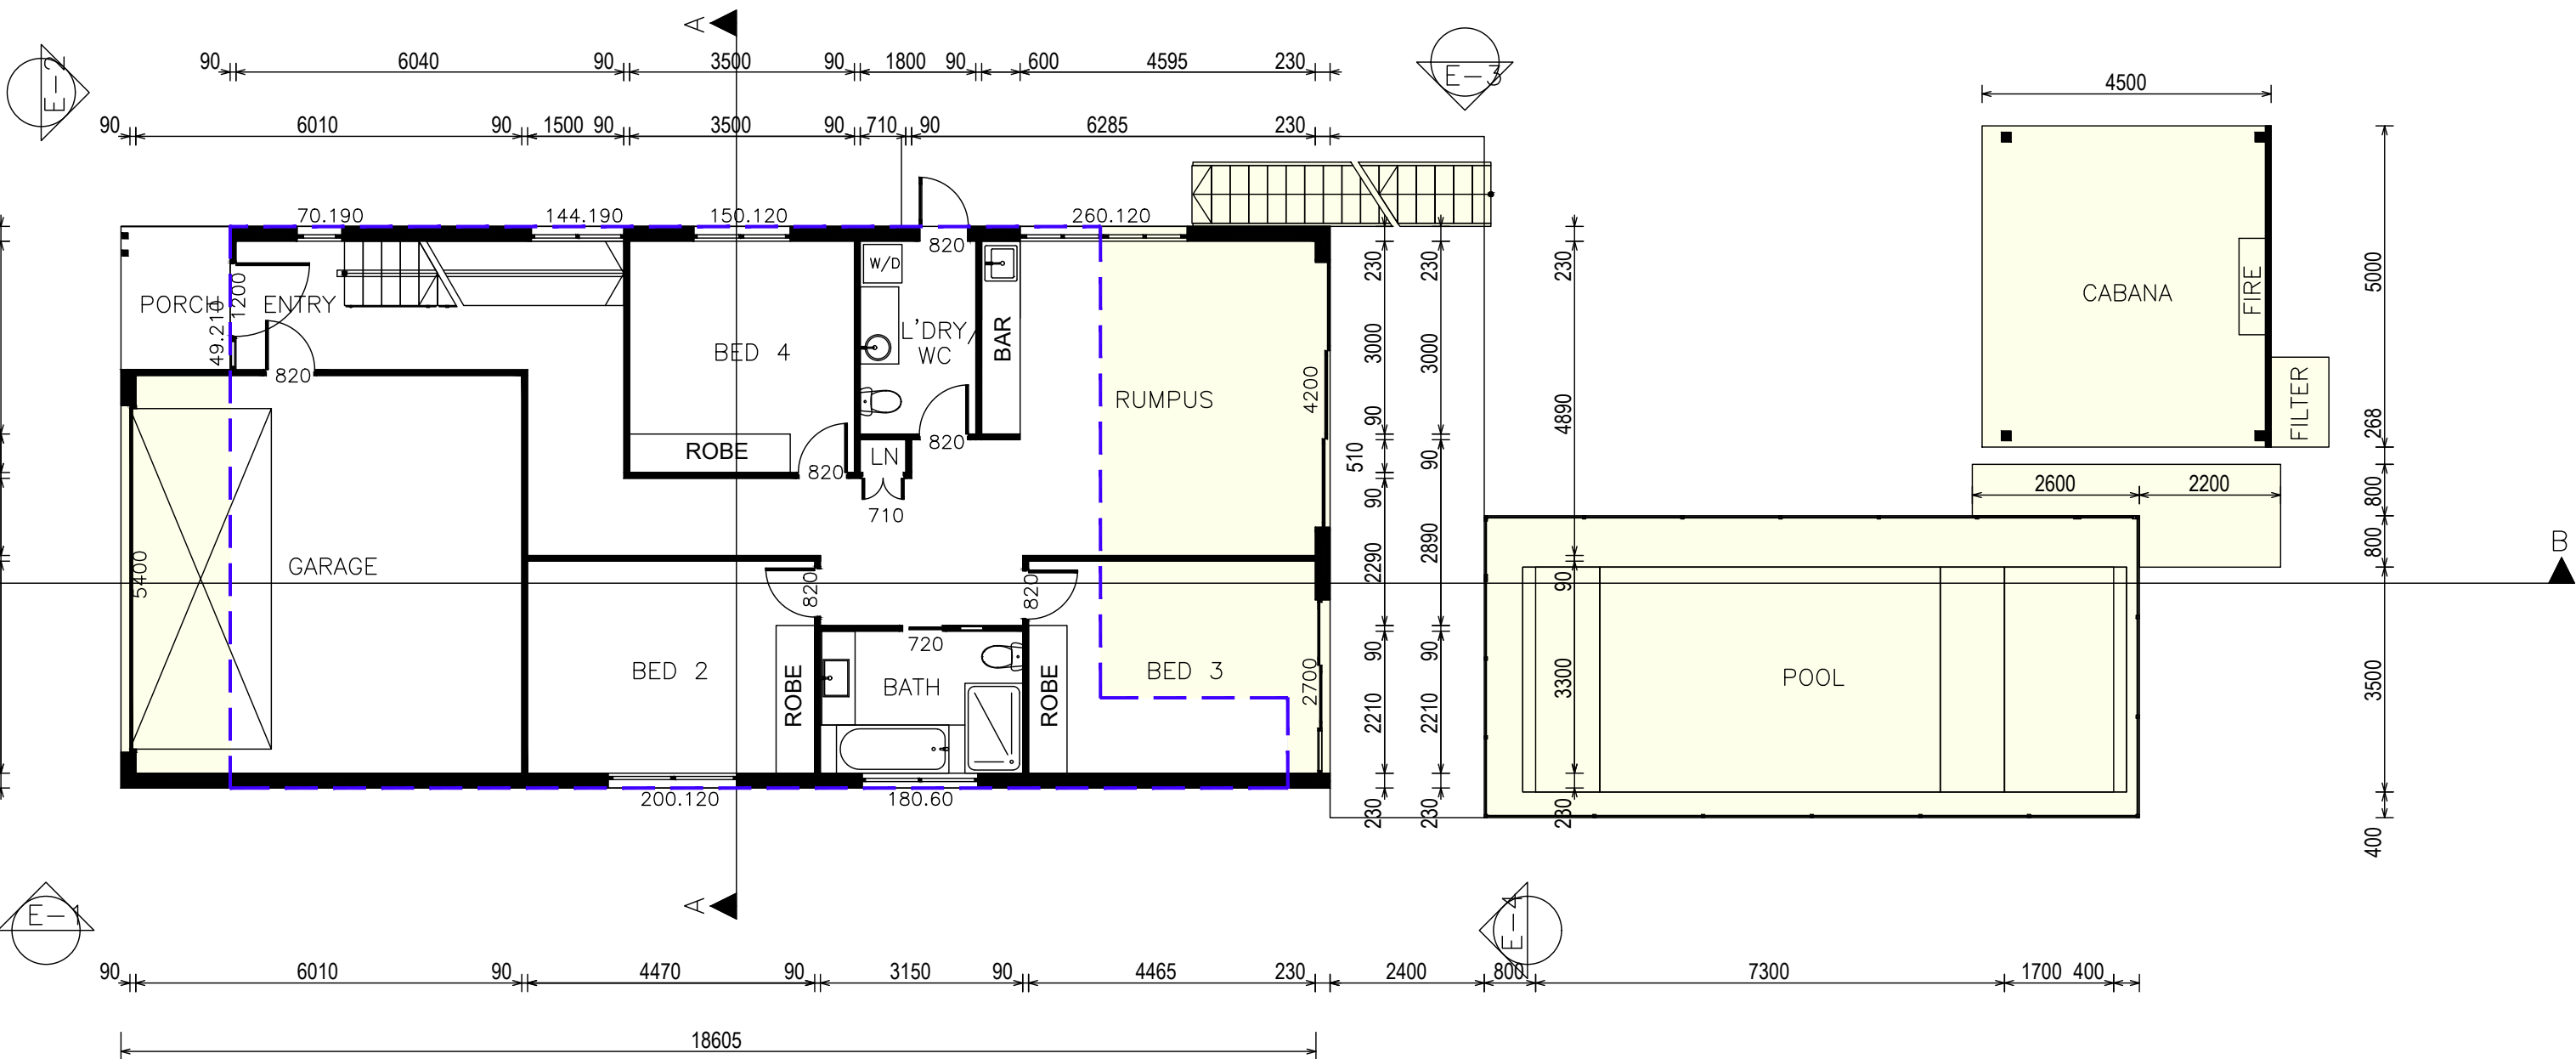 A
E-2
90 6040 90 3500 90 1800 90 600 4595 230
E-3
4500
90 6010 90 1500 90 3500 90 710 90 6285 230
70.190 144.190 150.120 260.120
820
W/D
230 230 230
PORCH ENTRY
1200
49.210
CABANA
FIRE
5000
BED 4
L'DRY/
WC
BAR
3000 3000
820
RUMPUS
4200
4890
FILTER
268
90
510
ROBE
LN
820
820
90
90
2600 2200
800
710
GARAGE
5400
820
820
2290
2890
90
800
B
720
BED 2
ROBE
BATH
ROBE
BED 3
2700
90 90
3300
POOL
3500
2210 2210
200.120 180.60
230 230 230
400
E-1
A
E-4
90 6010 90 4470 90 3150 90 4465 230 2400 800 7300 1700 400
18605